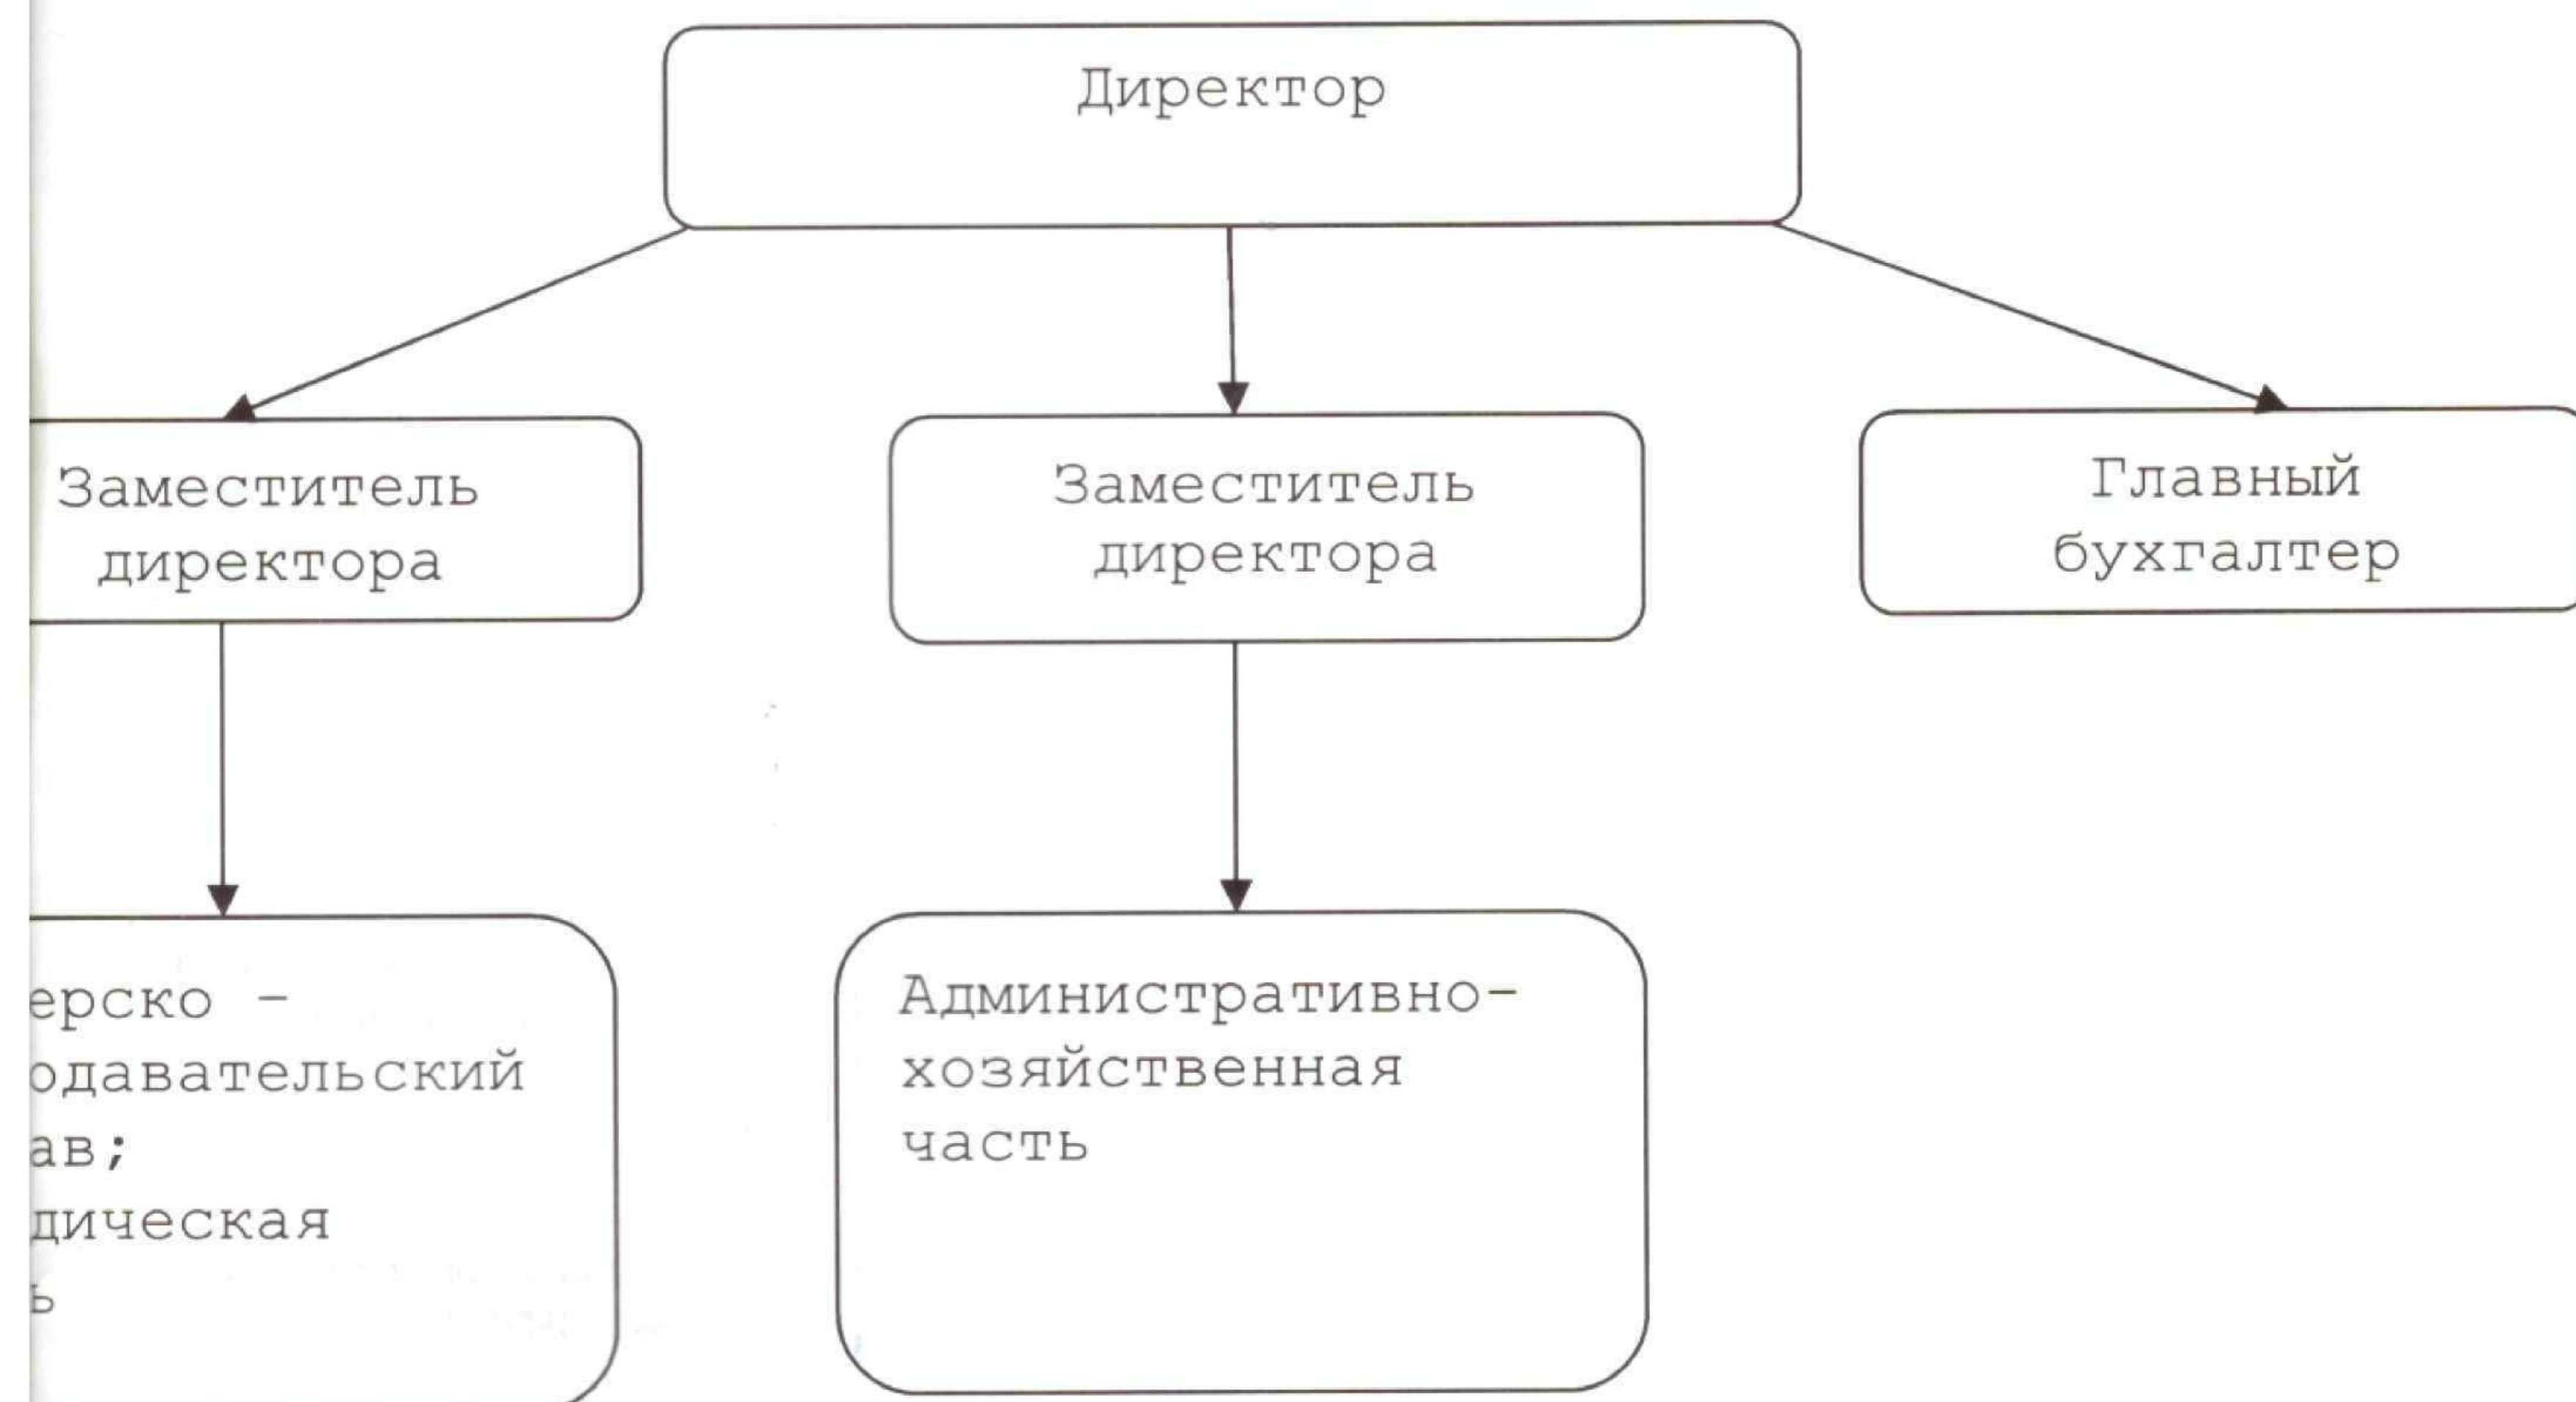 Директор
Заместитель
директора
Заместитель
директора
Главный
бухгалтер
ерско -
одавательский
ав;
дическая
ь
Административно-
хозяйственная
часть